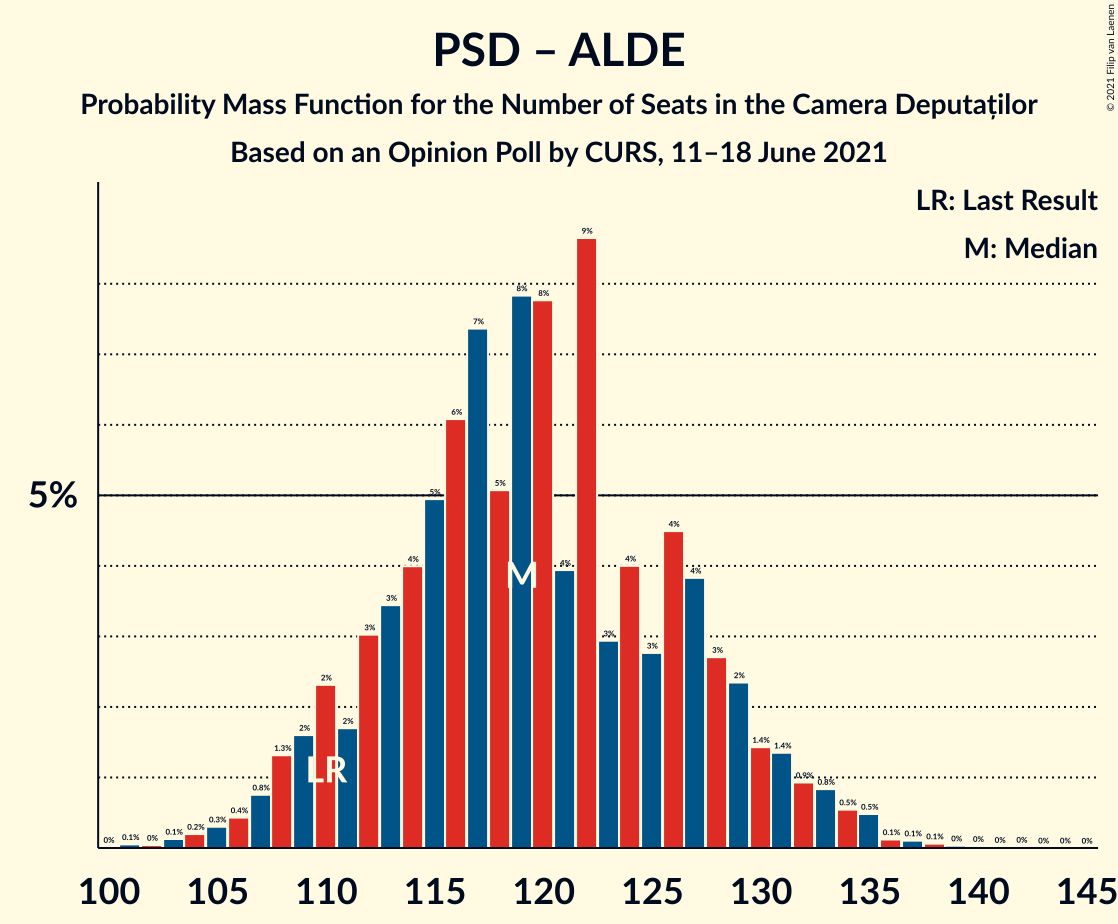 © 2021 Filip van Laenen
PSD – ALDE
Probability Mass Function for the Number of Seats in the Camera Deputaților
Based on an Opinion Poll by CURS, 11–18 June 2021
LR: Last Result
M: Median
5%
0% 0.1% 0% 0.1% 0.2% 0.3% 0.4% 0.8% 1.3% 2% 2% 2% 3% 3% 4% 5% 6% 7% 5% 8% 8% 4% 9% 3% 4% 3% 4% 4% 3% 2% 1.4% 1.4% 0.9% 0.8% 0.5% 0.5% 0.1% 0.1% 0.1% 0% 0% 0% 0% 0% 0% 0%
M
LR
100 105 110 115 120 125 130 135 140 145